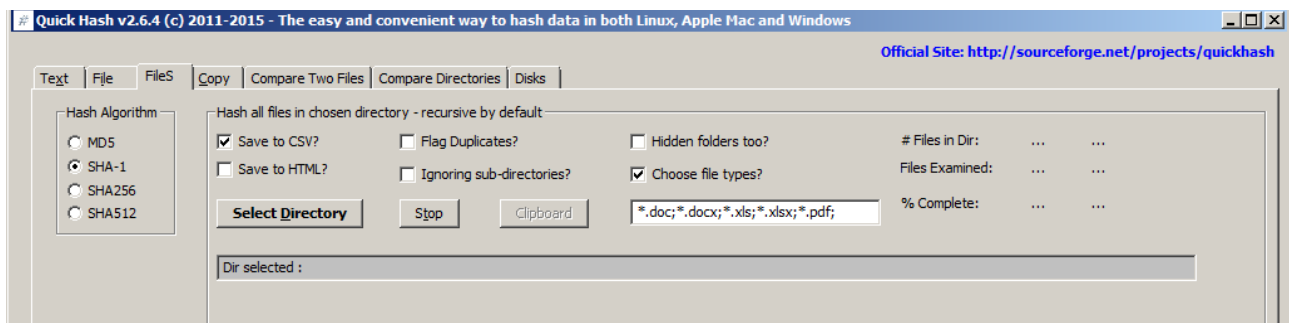 # Quick Hash v2.6.4 (c) 2011-2015 - The easy and convenient way to hash data in both Linux, Apple Mac and Windows
Official Site: http://sourceforge.net/projects/quickhash
Text File FileS Copy Compare Two Files Compare Directories Disks
Hash Algorithm
MD5
SHA-1
SHA256
SHA512
Hash all files in chosen directory - recursive by default
Save to CSV? Flag Duplicates? Hidden folders too? # Files in Dir: ... ...
Save to HTML? Ignoring sub-directories? Choose file types? Files Examined: ... ...
Select Directory Stop Clipboard *.doc;*.docx;*.xls;*.xlsx;*.pdf; % Complete: ... ...
Dir selected :